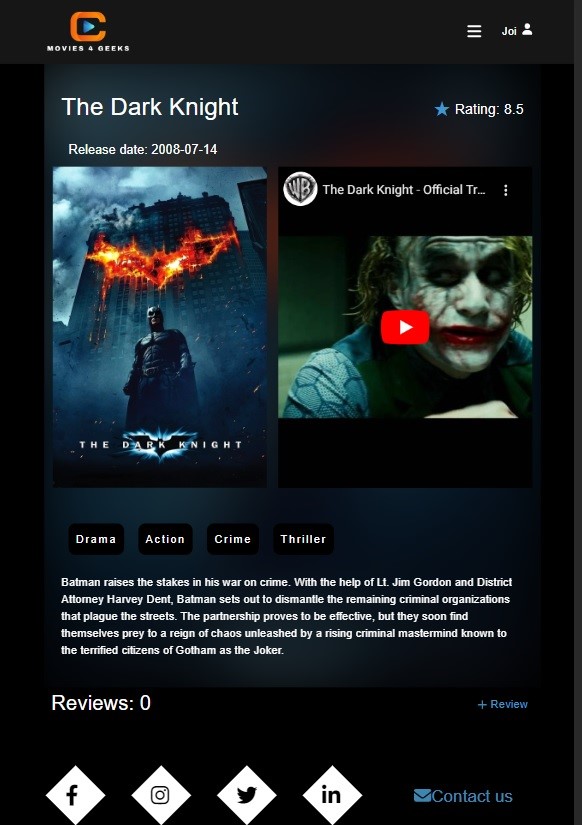 MOVIES 4 GEEKS
Joi
The Dark Knight
Rating: 8.5
Release date: 2008-07-14
WB
The Dark Knight - Official Tr...
THE DARK KNIGHT
Drama
Action
Crime
Thriller
Batman raises the stakes in his war on crime. With the help of Lt. Jim Gordon and District
Attorney Harvey Dent, Batman sets out to dismantle the remaining criminal organizations
that plague the streets. The partnership proves to be effective, but they soon find
themselves prey to a reign of chaos unleashed by a rising criminal mastermind known to
the terrified citizens of Gotham as the Joker.
Reviews: 0
+ Review
f
in
Contact us